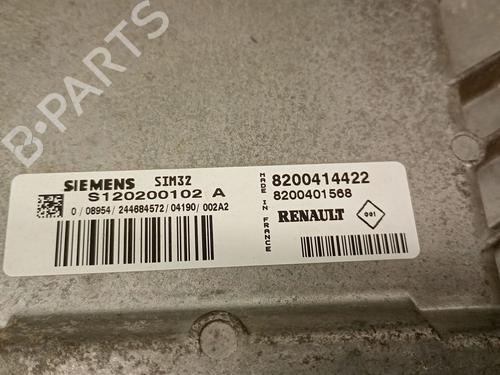 B-PARTS
SIEMENS SIM32
S120200102 A
0 / 08954 / 244684572 / 04190 / 002A2
MADE IN FRANCE
8200414422
8200401568
RENAULT 001